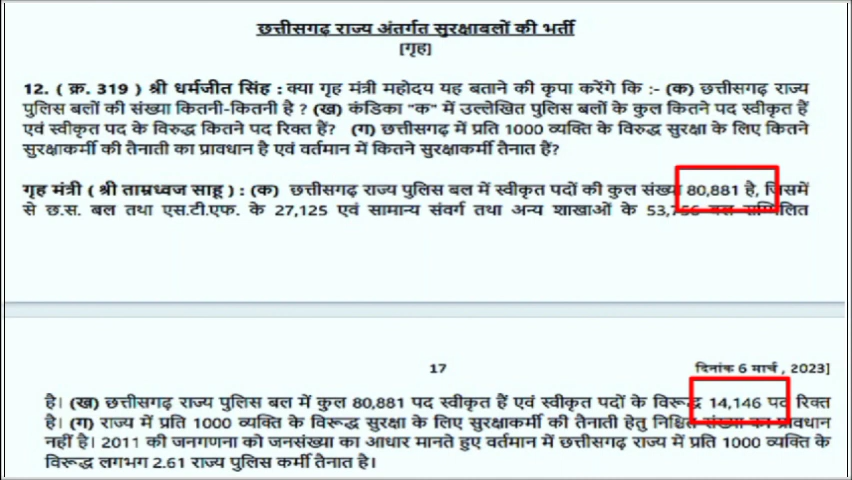 छत्तीसगढ़ राज्य अंतर्गत सुरक्षाबलों की भर्ती
[गृह]
12. ( क्र. 319 ) श्री धर्मजीत सिंह : क्या गृह मंत्री महोदय यह बताने की कृपा करेंगे कि :- (क) छत्तीसगढ़ राज्य
पुलिस बलों की संख्या कितनी-कितनी है ? (ख) कंडिका "क" में उल्लेखित पुलिस बलों के कुल कितने पद स्वीकृत हैं
एवं स्वीकृत पद के विरुद्ध कितने पद रिक्त हैं? (ग) छत्तीसगढ़ में प्रति 1000 व्यक्ति के विरुद्ध सुरक्षा के लिए कितने
सुरक्षाकर्मी की तैनाती का प्रावधान है एवं वर्तमान में कितने सुरक्षाकर्मी तैनात हैं?
गृह मंत्री ( श्री ताम्रध्वज साहू ) : (क) छत्तीसगढ़ राज्य पुलिस बल में स्वीकृत पदों की कुल संख्या 80,881 है, जिसमें
से छ.स. बल तथा एस.टी.एफ. के 27,125 एवं सामान्य संवर्ग तथा अन्य शाखाओं के 53,756 बल सम्मिलित
17
दिनांक 6 मार्च , 2023]
है। (ख) छत्तीसगढ़ राज्य पुलिस बल में कुल 80,881 पद स्वीकृत हैं एवं स्वीकृत पदों के विरूद्ध 14,146 पद रिक्त
है। (ग) राज्य में प्रति 1000 व्यक्ति के विरूद्ध सुरक्षा के लिए सुरक्षाकर्मी की तैनाती हेतु निश्चित संख्या का प्रावधान
नहीं है। 2011 की जनगणना को जनसंख्या का आधार मानते हुए वर्तमान में छत्तीसगढ़ राज्य में प्रति 1000 व्यक्ति के
विरूद्ध लगभग 2.61 राज्य पुलिस कर्मी तैनात है।